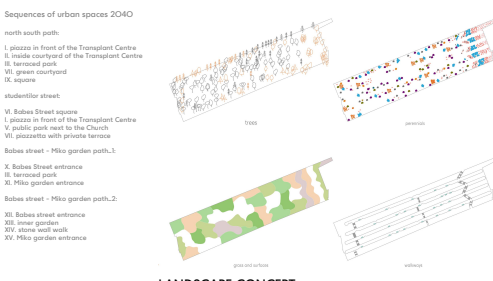 Sequences of urban spaces 2040
north south path:
I. piazza in front of the Transplant Centre
II. inside courtyard of the Transplant Centre
III. terraced park
VII. green courtyard
IX. square
studentilor street:
VI. Babes Street square
I. piazza in front of the Transplant Centre
V. public park next to the Church
VII. piazzetta with private terrace
Babes street - Miko garden path_1:
X. Babes Street entrance
III. terraced park
XI. Miko garden entrance
Babes street - Miko garden path_2:
XII. Babes street entrance
XIII. inner garden
XIV. stone wall walk
XV. Miko garden entrance
trees
perennials
grass and surfaces
walkways
LANDSCAPE CONCEPT